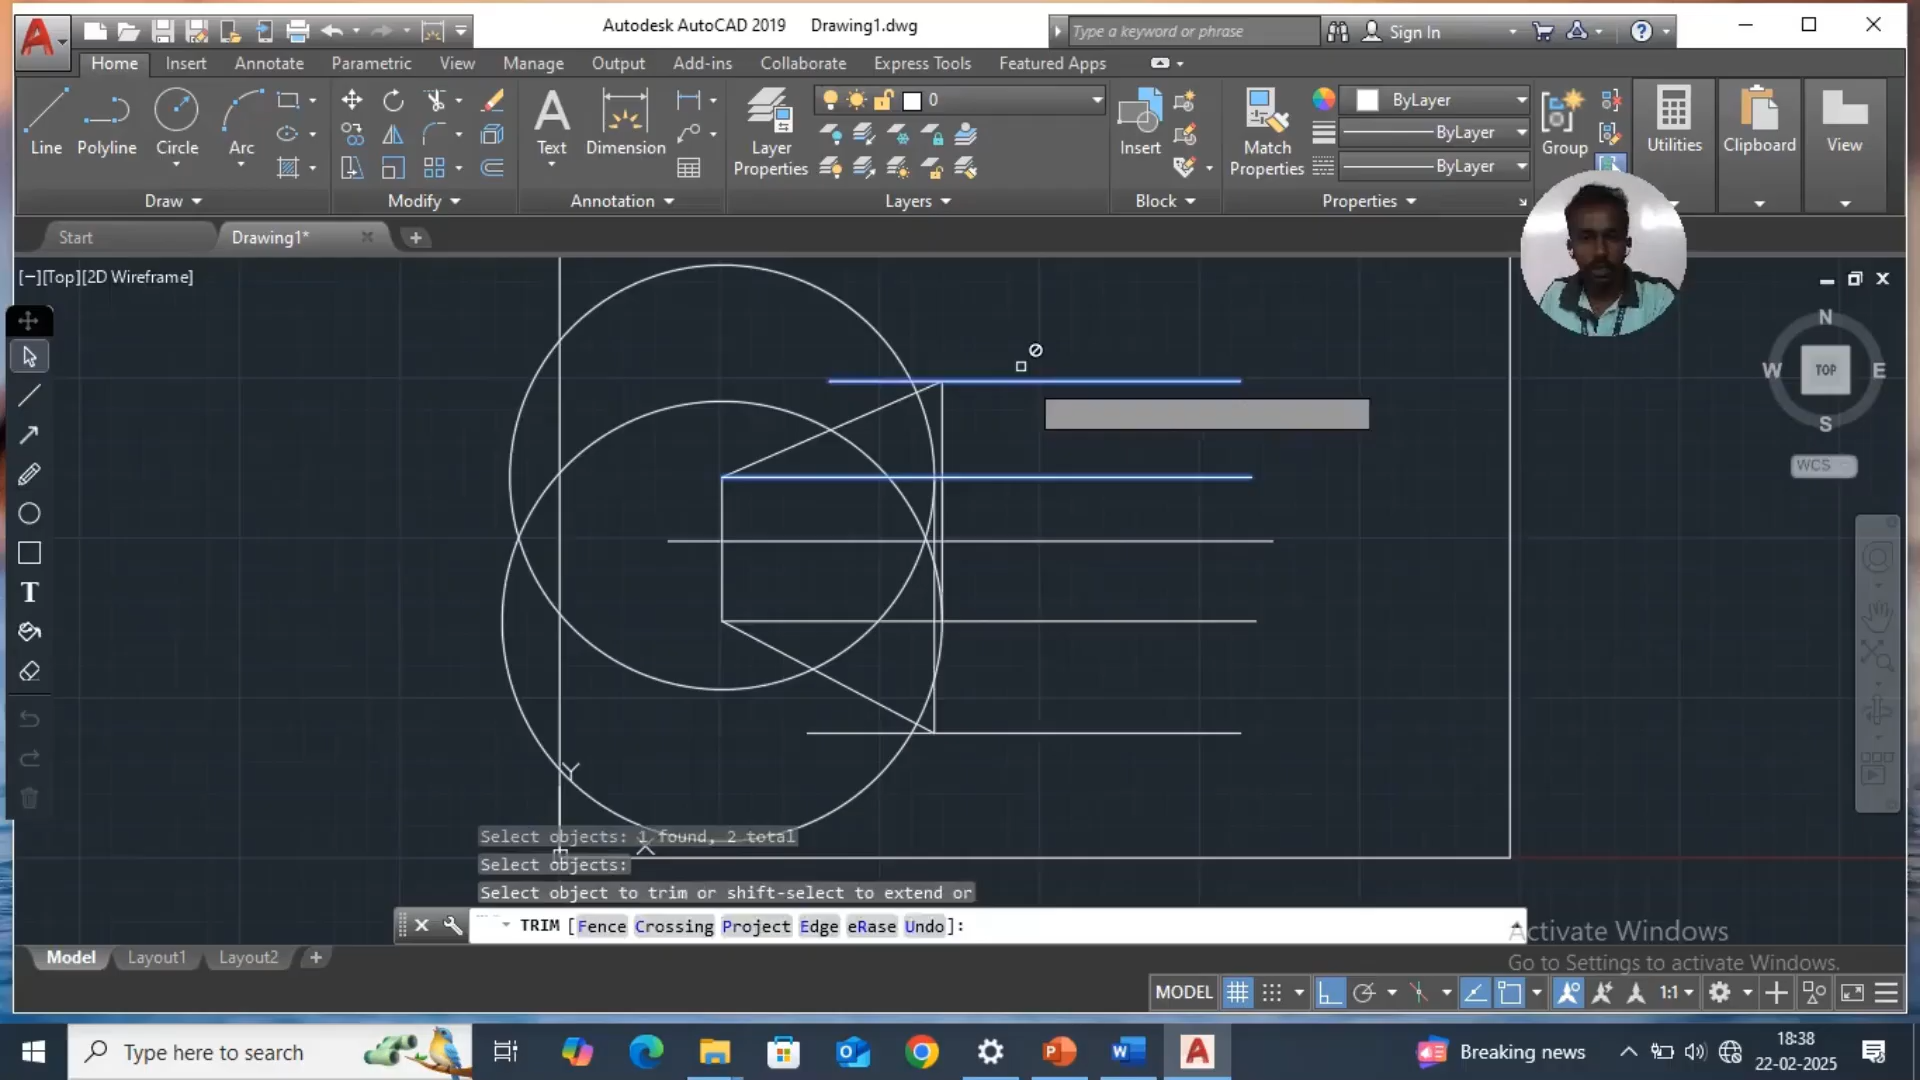 Autodesk AutoCAD 2019 Drawing1.dwg
Type a keyword or phrase
Sign In
Home Insert Annotate Parametric View Manage Output Add-ins Collaborate Express Tools Featured Apps
Line Polyline Circle Arc
Text Dimension
Layer Properties
0
Insert
Match Properties
ByLayer
ByLayer
ByLayer
Group
Utilities
Clipboard
View
Draw Modify Annotation Layers Block Properties
Start Drawing1*
[−][Top][2D Wireframe]
N
W TOP E
S
WCS
T
Y
Select objects: 1 found, 2 total
Select objects:
Select object to trim or shift-select to extend or
TRIM [Fence Crossing Project Edge eRase Undo]:
Activate Windows
Go to Settings to activate Windows.
Model Layout1 Layout2
MODEL 1:1
Type here to search
Breaking news
18:38
22-02-2025